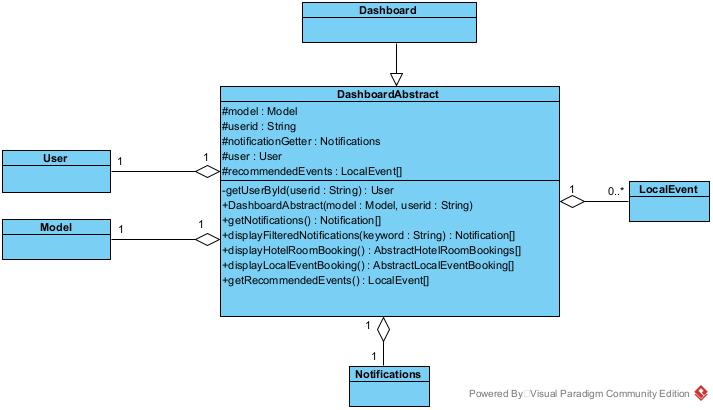 Dashboard
DashboardAbstract
#model : Model
#userid : String
#notificationGetter : Notifications
#user : User
#recommendedEvents : LocalEvent[]
-getUserById(userid : String) : User
+DashboardAbstract(model : Model, userid : String)
+getNotifications() : Notification[]
+displayFilteredNotifications(keyword : String) : Notification[]
+displayHotelRoomBooking() : AbstractHotelRoomBookings[]
+displayLocalEventBooking() : AbstractLocalEventBooking[]
+getRecommendedEvents() : LocalEvent[]
User
1
1
Model
1
1
1
0..*
LocalEvent
1
1
Notifications
Powered By Visual Paradigm Community Edition